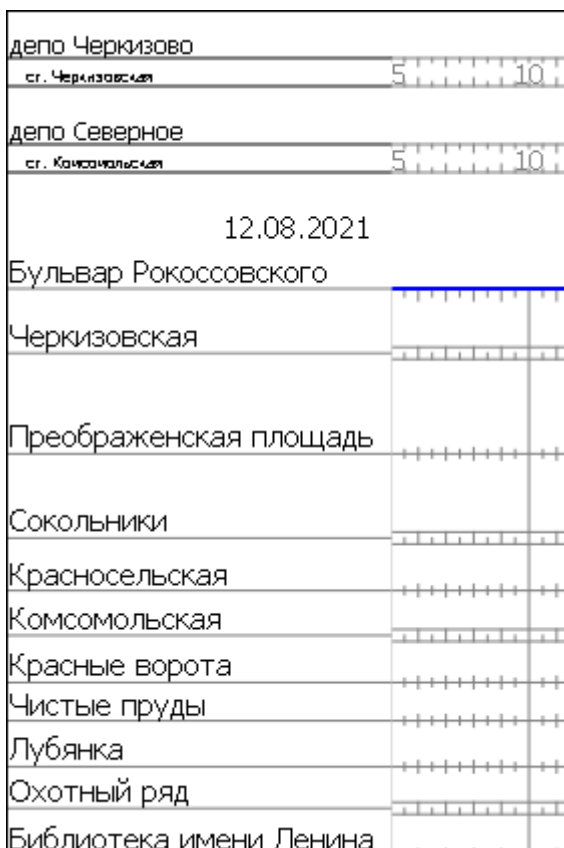 депо Черкизово
ст. Черкизовская 5 10
депо Северное
ст. Комсомольская 5 10
12.08.2021
Бульвар Рокоссовского
Черкизовская
Преображенская площадь
Сокольники
Красносельская
Комсомольская
Красные ворота
Чистые пруды
Лубянка
Охотный ряд
Библиотека имени Ленина